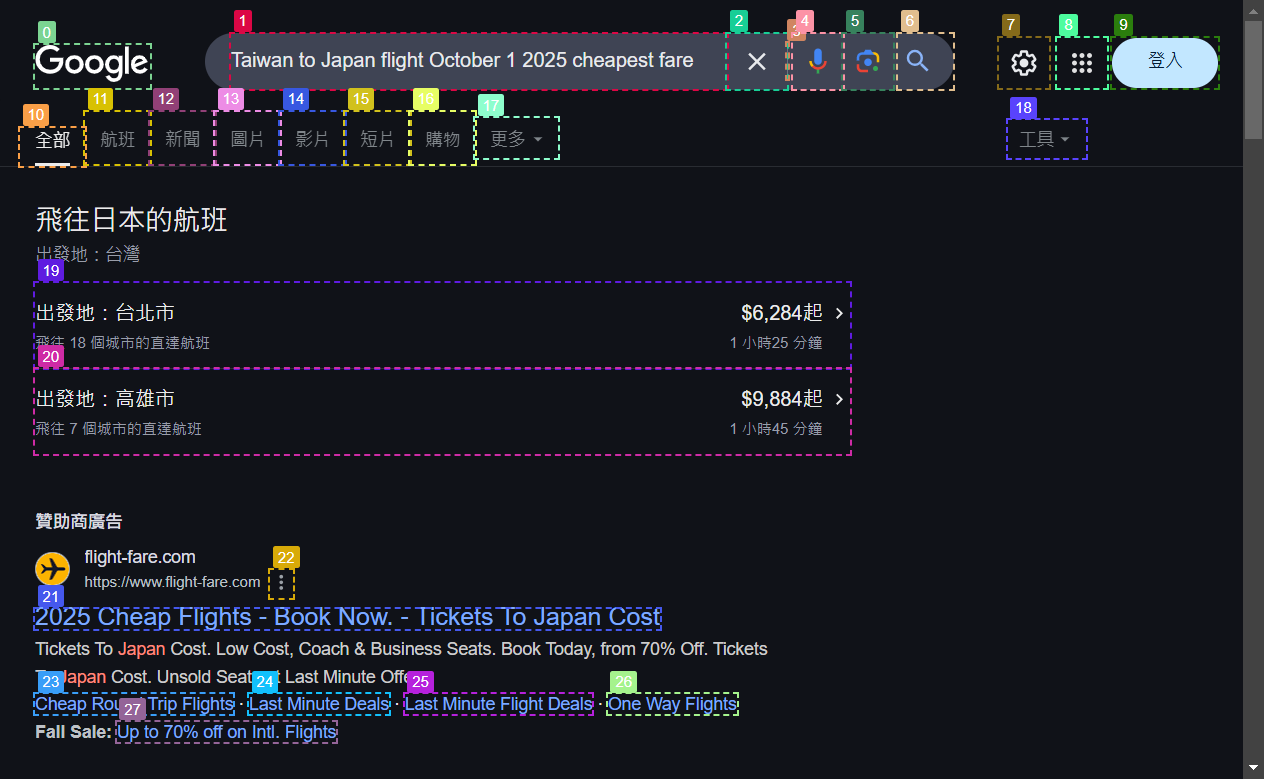 0 1 2 3 4 5 6 7 8 9
Google Taiwan to Japan flight October 1 2025 cheapest fare 登入
10 11 12 13 14 15 16 17 18
全部 航班 新聞 圖片 影片 短片 購物 更多 工具
飛往日本的航班
出發地：台灣
19
出發地：台北市 $6,284起
飛往 18 個城市的直達航班 1 小時25 分鐘
20
出發地：高雄市 $9,884起
飛往 7 個城市的直達航班 1 小時45 分鐘
贊助商廣告
flight-fare.com 22
https://www.flight-fare.com
21
2025 Cheap Flights - Book Now. - Tickets To Japan Cost
Tickets To Japan Cost. Low Cost, Coach & Business Seats. Book Today, from 70% Off. Tickets
Japan Cost. Unsold Last Minute
23 24 25 26
Cheap Trip Flights · Last Minute Deals · Last Minute Flight Deals · One Way Flights
27
Fall Sale: Up to 70% off on Intl. Flights